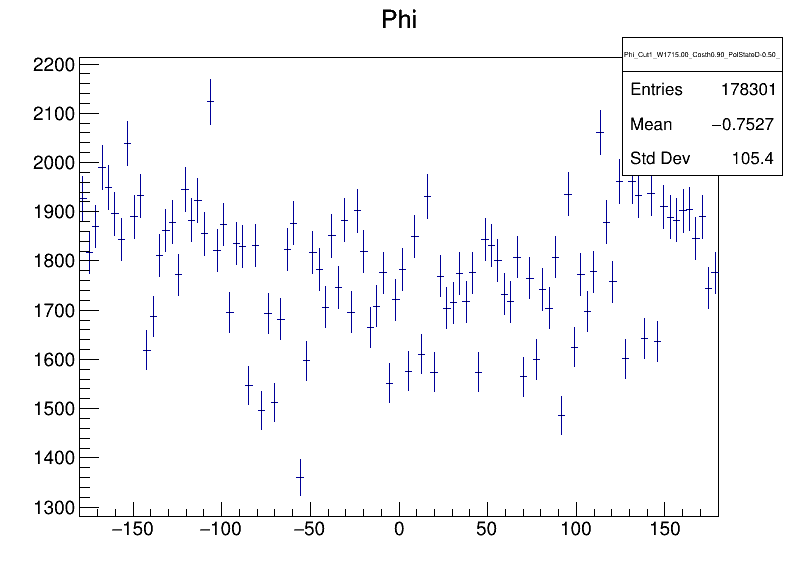 Phi
Phi_Cut1_W1715.00_Costh0.90_PolStateD-0.50_
Entries 178301
Mean −0.7527
Std Dev 105.4
2200
2100
2000
1900
1800
1700
1600
1500
1400
1300
−150 −100 −50 0 50 100 150